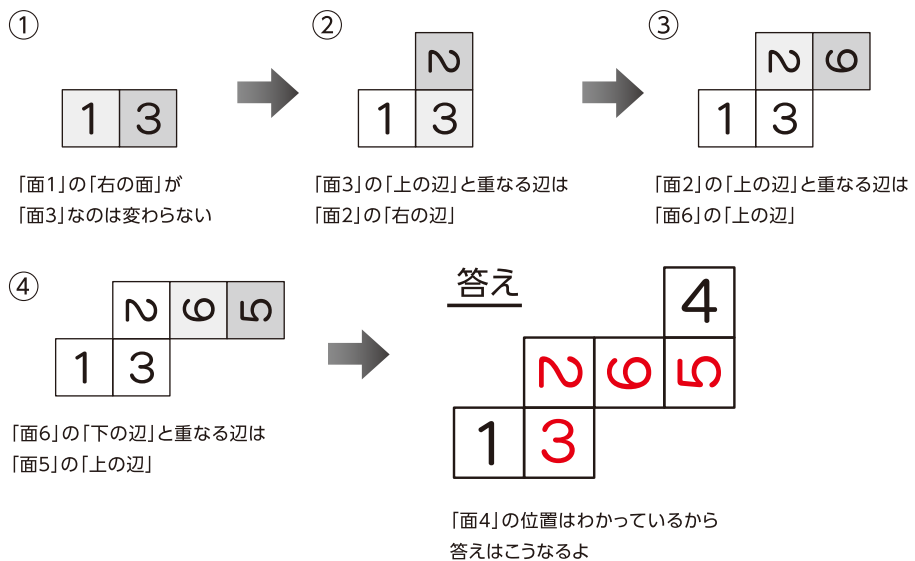 ①
1 3
「面1」の「右の面」が
「面3」なのは変わらない
②
2
1 3
「面3」の「上の辺」と重なる辺は
「面2」の「右の辺」
③
2 6
1 3
「面2」の「上の辺」と重なる辺は
「面6」の「上の辺」
④
2 6 5
1 3
「面6」の「下の辺」と重なる辺は
「面5」の「上の辺」
答え
4
2 6 5
1 3
「面4」の位置はわかっているから
答えはこうなるよ